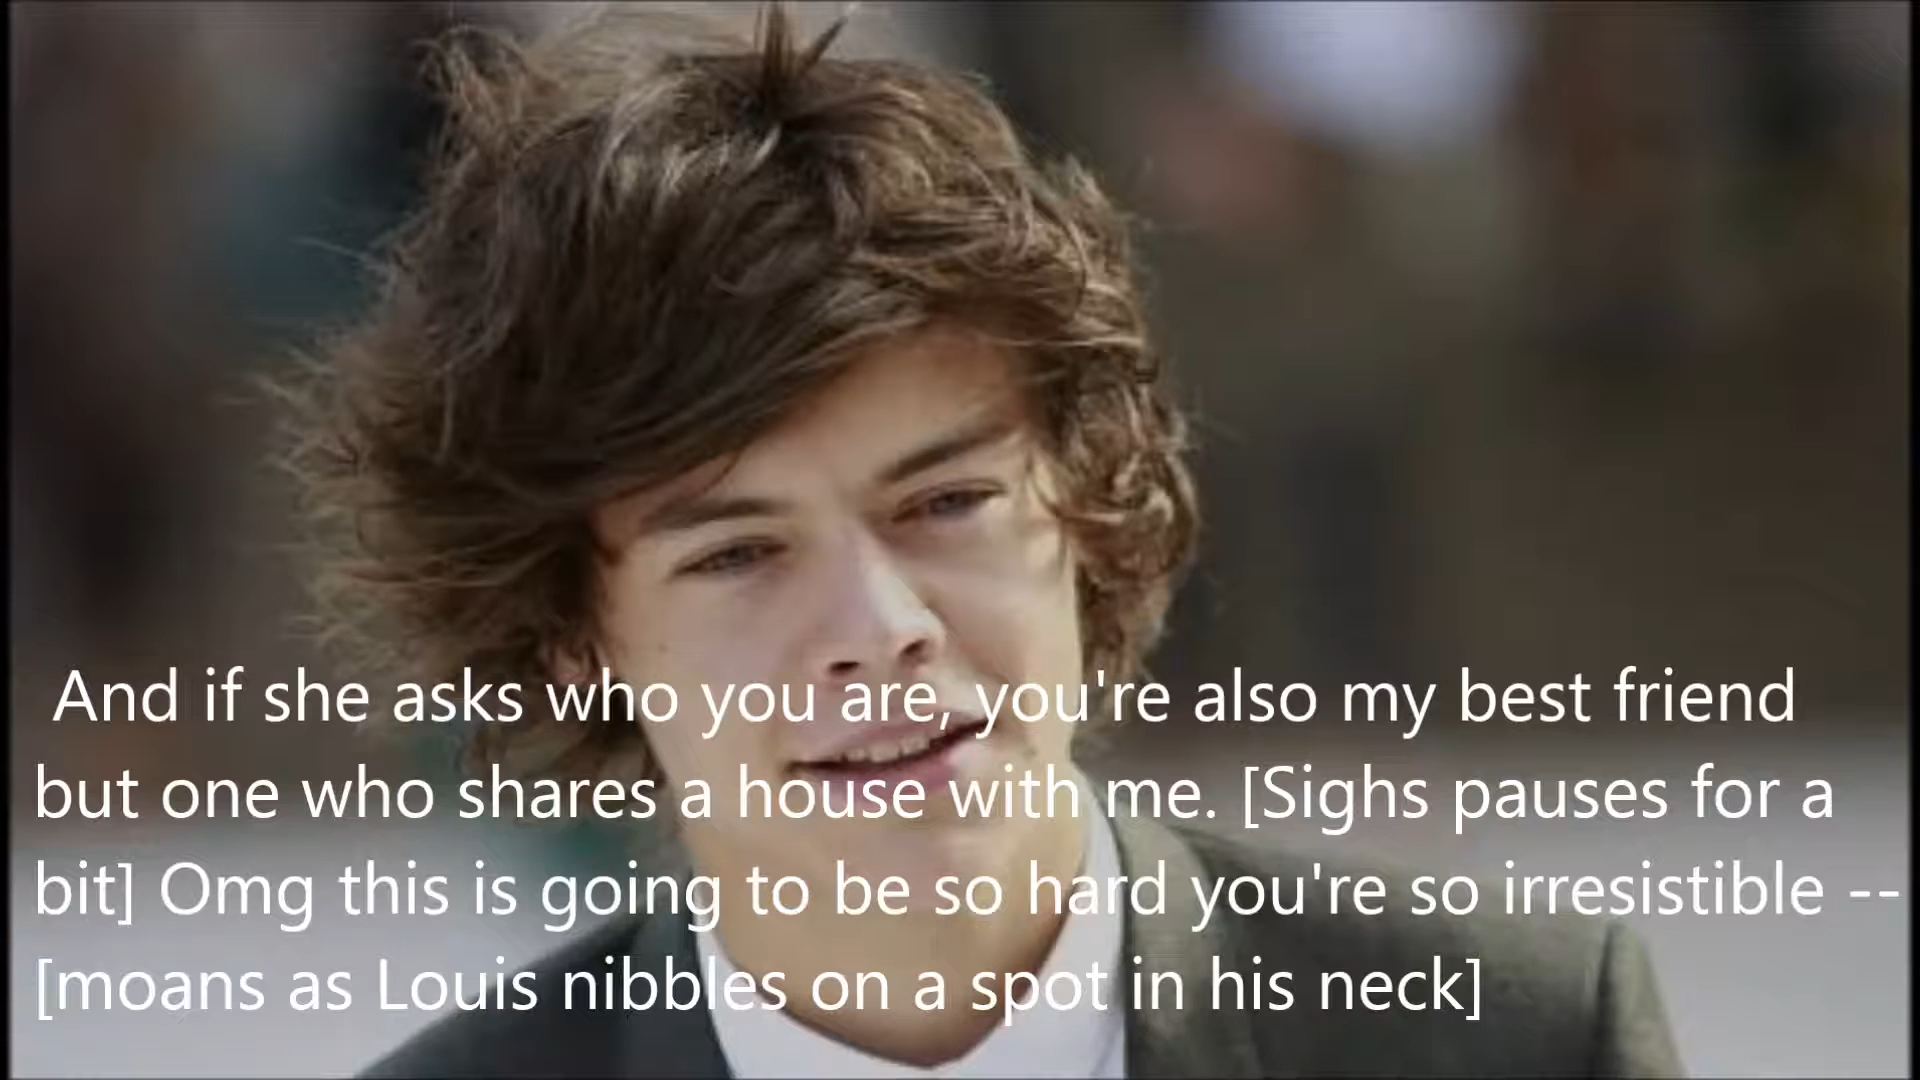 And if she asks who you are, you're also my best friend
but one who shares a house with me. [Sighs pauses for a
bit] Omg this is going to be so hard you're so irresistible --
[moans as Louis nibbles on a spot in his neck]